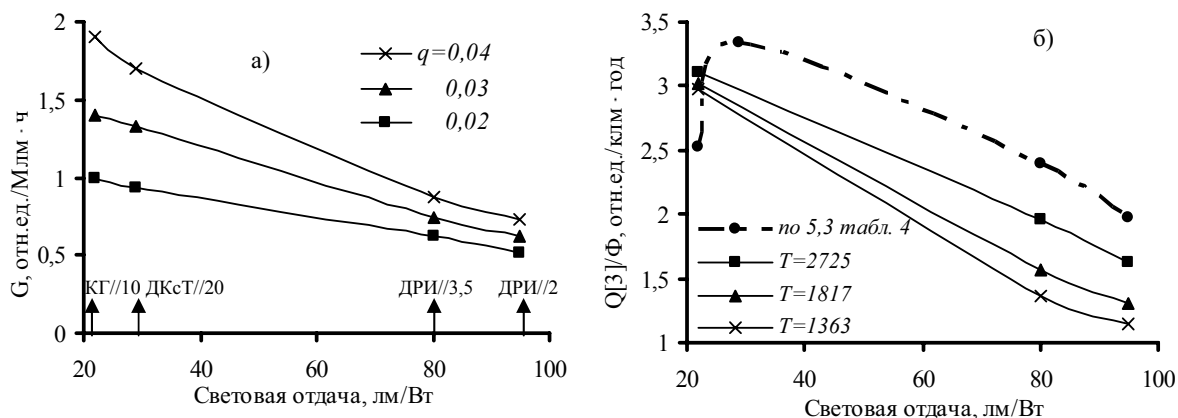 G, отн.ед./Млм · ч
2
1,5
1
0,5
0
а)
q=0,04
0,03
0,02
КГ//10 ДКсТ//20 ДРИ//3,5 ДРИ//2
20 40 60 80 100
Световая отдача, лм/Вт
Q[3]/Ф, отн.ед./клм · год
3,5
3
2,5
2
1,5
1
б)
по 5,3 табл. 4
T=2725
T=1817
T=1363
20 40 60 80 100
Световая отдача, лм/Вт